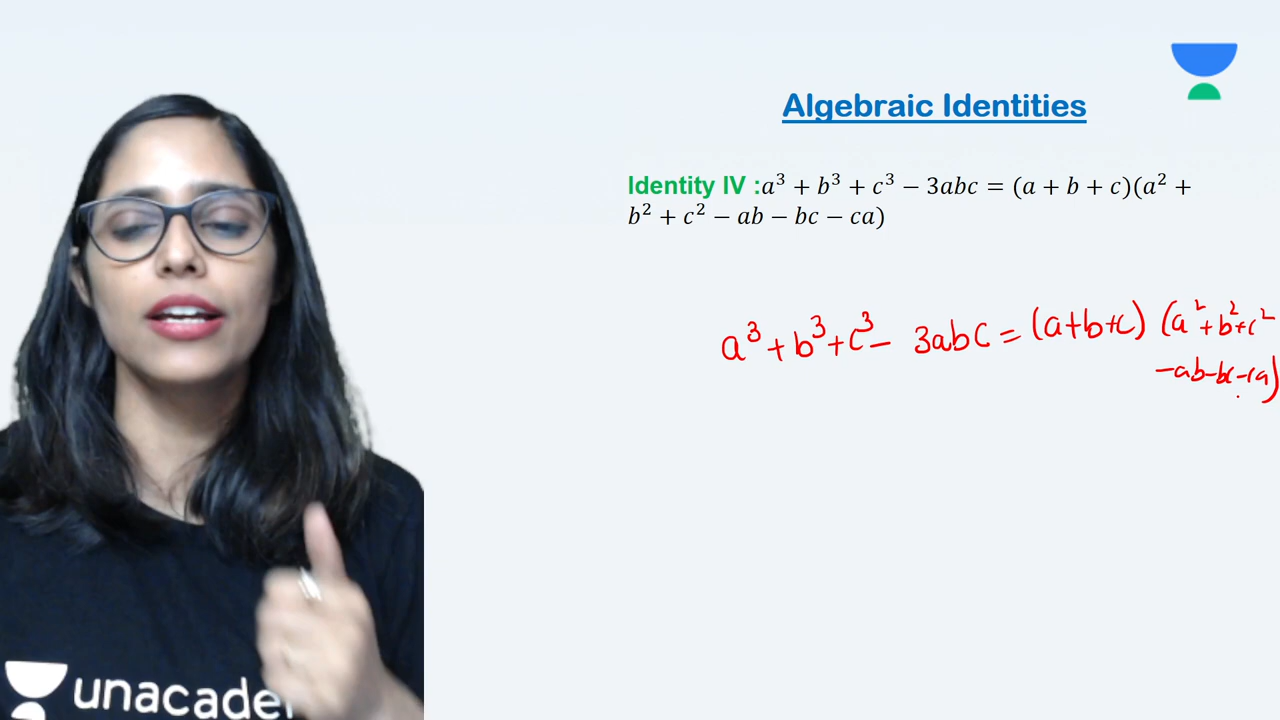 Algebraic Identities
Identity IV :a³ + b³ + c³ − 3abc = (a + b + c)(a² +
b² + c² − ab − bc − ca)
a³ + b³ + c³ − 3abc = (a+b+c) (a² + b² + c²
−ab−bc−ca)